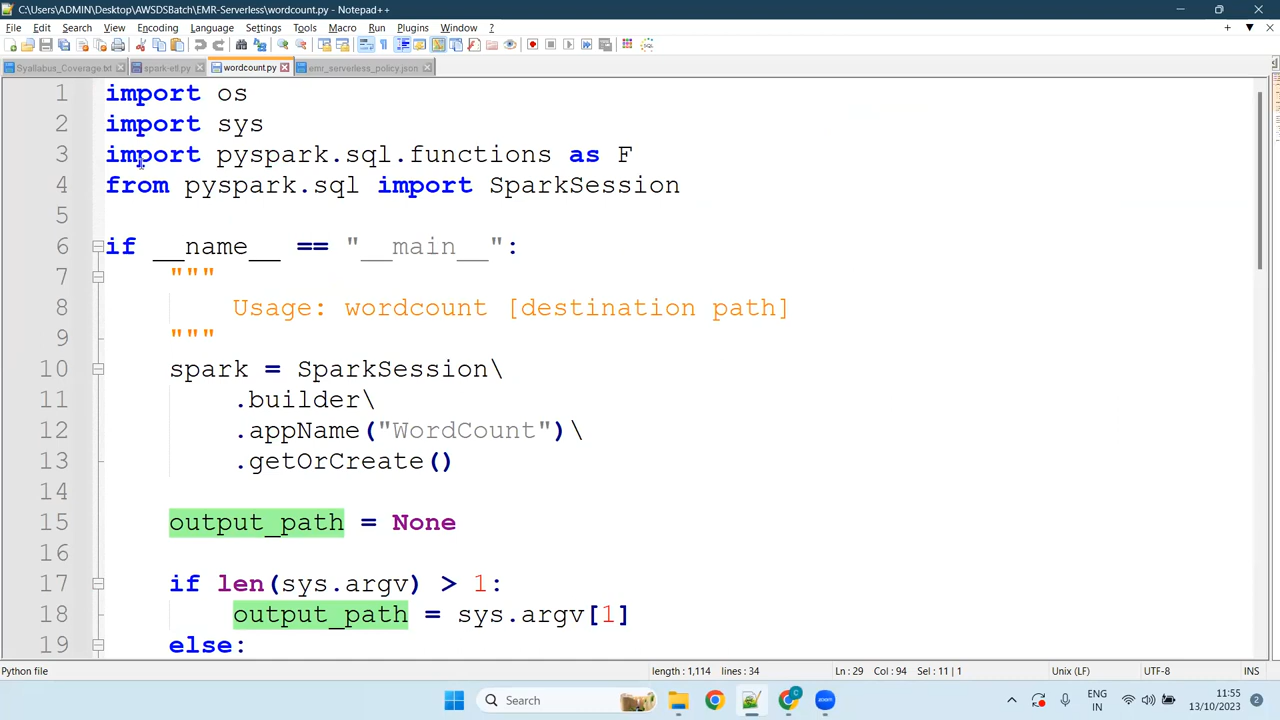 C:\Users\ADMIN\Desktop\AWSDSBatch\EMR-Serverless\wordcount.py - Notepad++
File Edit Search View Encoding Language Settings Tools Macro Run Plugins Window ?
Syallabus_Coverage.txt spark-etl.py wordcount.py emr_serverless_policy.json
1 import os
2 import sys
3 import pyspark.sql.functions as F
4 from pyspark.sql import SparkSession
5
6 if __name__ == "__main__":
7 """
8 Usage: wordcount [destination path]
9 """
10 spark = SparkSession\
11 .builder\
12 .appName("WordCount")\
13 .getOrCreate()
14
15 output_path = None
16
17 if len(sys.argv) > 1:
18 output_path = sys.argv[1]
19 else:
Python file length : 1,114 lines : 34 Ln : 29 Col : 94 Sel : 11 | 1 Unix (LF) UTF-8 INS
Search ENG IN 11:55 13/10/2023 2